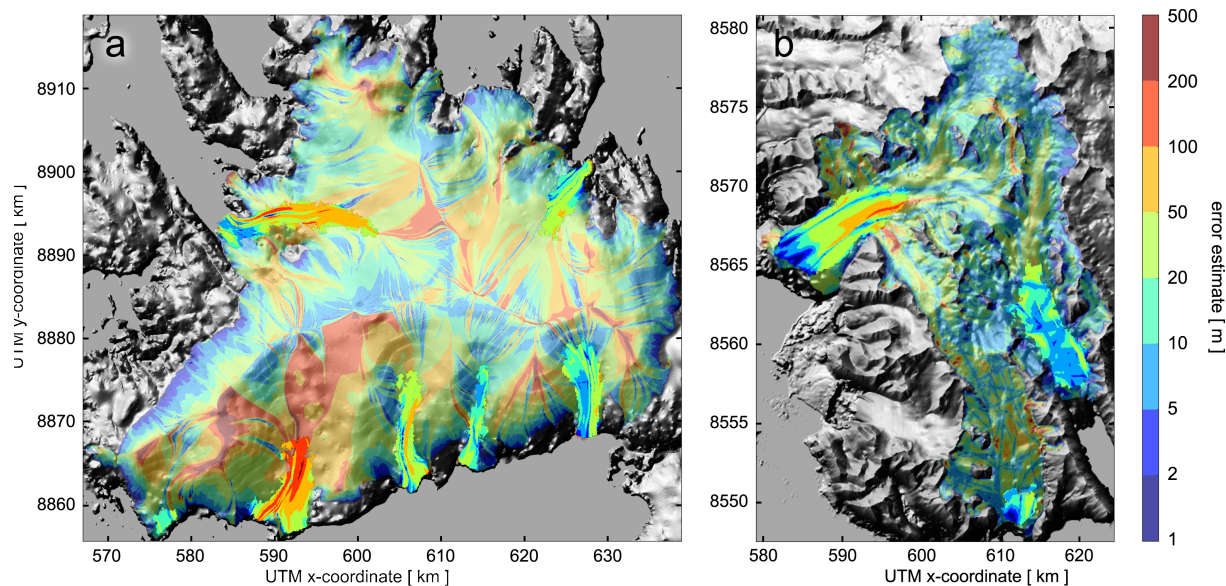 a
8910
8900
8890
8880
8870
8860
UTM y-coordinate [ km ]
570 580 590 600 610 620 630
UTM x-coordinate [ km ]
b
8580
8575
8570
8565
8560
8555
8550
580 590 600 610 620
UTM x-coordinate [ km ]
500
200
100
50
20
10
5
2
1
error estimate [ m ]